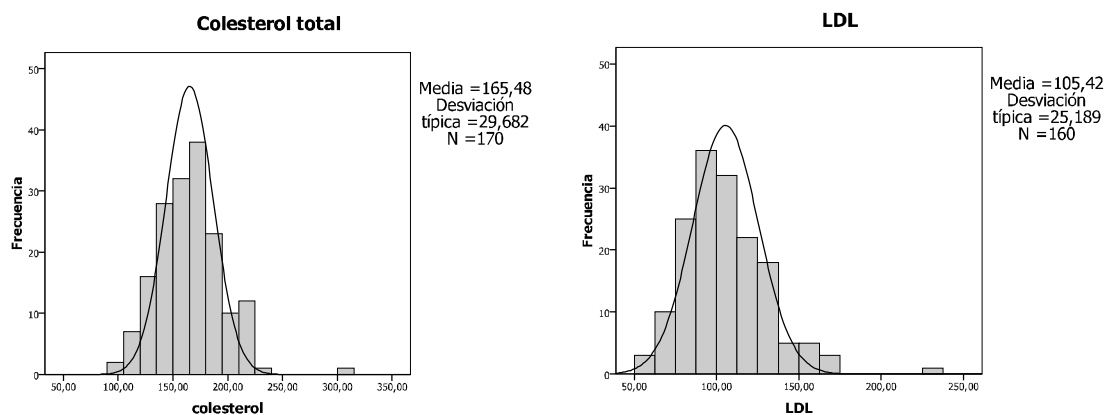 Colesterol total
50
40
30
20
10
0
Frecuencia
50,00 100,00 150,00 200,00 250,00 300,00 350,00
colesterol
Media =165,48
Desviación
típica =29,682
N =170
LDL
50
40
30
20
10
0
Frecuencia
50,00 100,00 150,00 200,00 250,00
LDL
Media =105,42
Desviación
típica =25,189
N =160